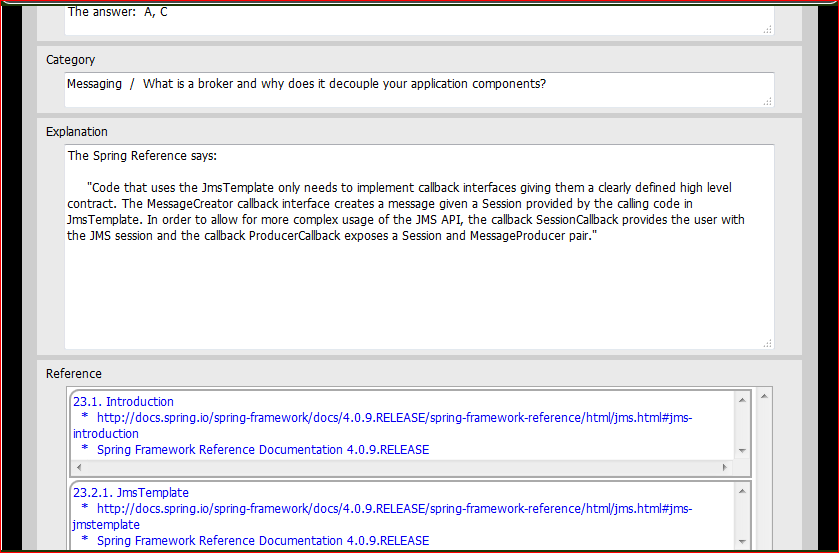 The answer:  A, C
Category
Messaging  /  What is a broker and why does it decouple your application components?
Explanation
The Spring Reference says:
"Code that uses the JmsTemplate only needs to implement callback interfaces giving them a clearly defined high level
contract. The MessageCreator callback interface creates a message given a Session provided by the calling code in
JmsTemplate. In order to allow for more complex usage of the JMS API, the callback SessionCallback provides the user with
the JMS session and the callback ProducerCallback exposes a Session and MessageProducer pair."
Reference
23.1. Introduction
* http://docs.spring.io/spring-framework/docs/4.0.9.RELEASE/spring-framework-reference/html/jms.html#jms-
introduction
* Spring Framework Reference Documentation 4.0.9.RELEASE
23.2.1. JmsTemplate
* http://docs.spring.io/spring-framework/docs/4.0.9.RELEASE/spring-framework-reference/html/jms.html#jms-
jmstemplate
* Spring Framework Reference Documentation 4.0.9.RELEASE